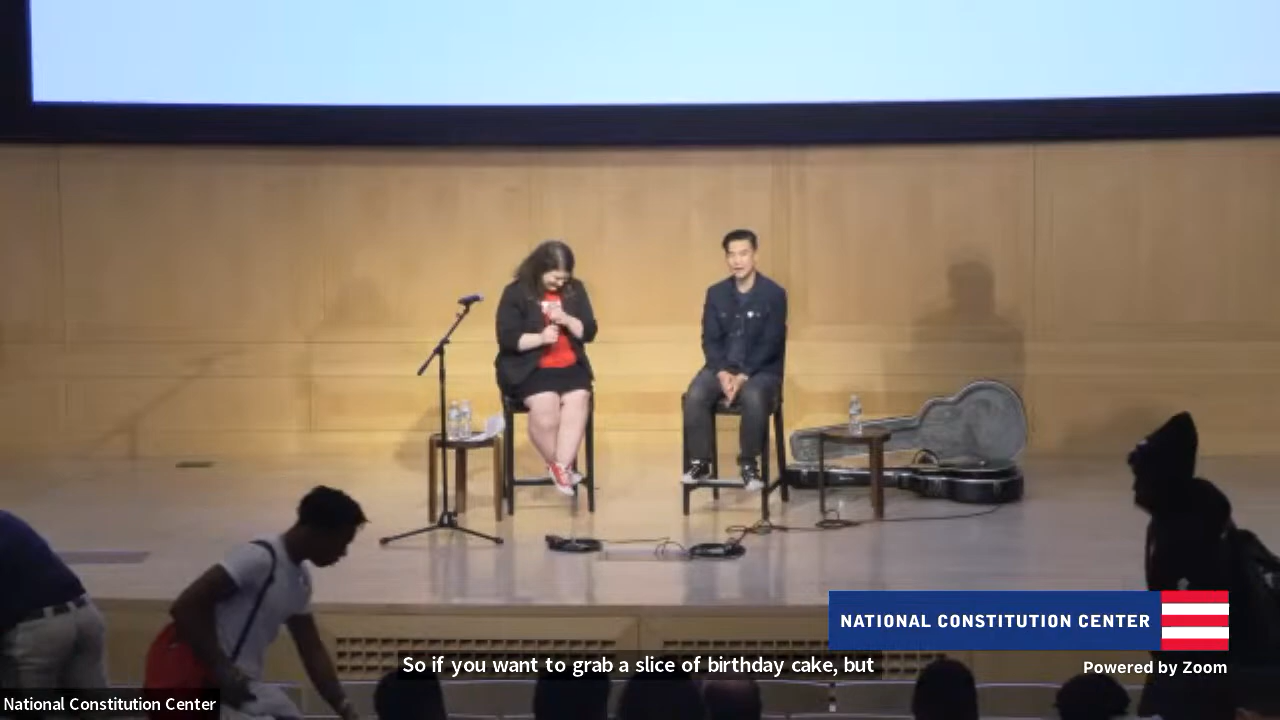 NATIONAL CONSTITUTION CENTER
So if you want to grab a slice of birthday cake, but
Powered by Zoom
National Constitution Center